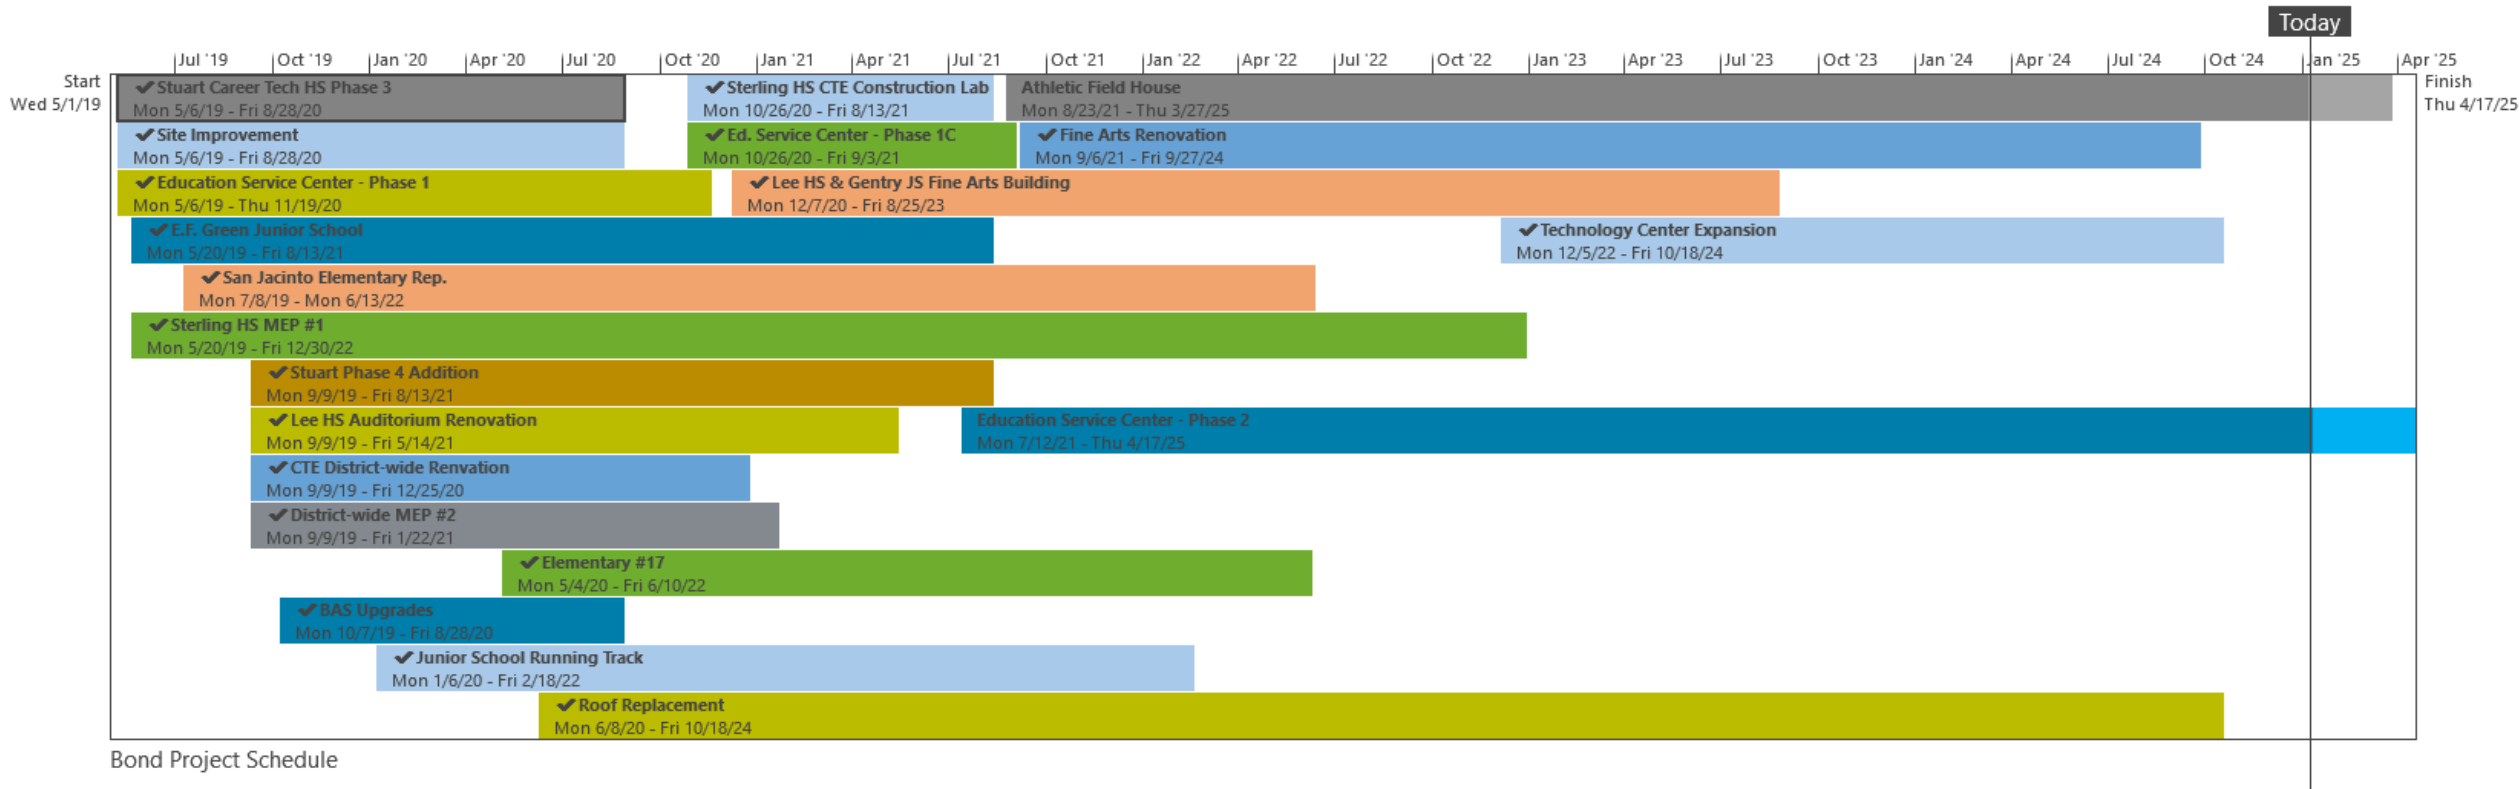 Today
Jul '19 Oct '19 Jan '20 Apr '20 Jul '20 Oct '20 Jan '21 Apr '21 Jul '21 Oct '21 Jan '22 Apr '22 Jul '22 Oct '22 Jan '23 Apr '23 Jul '23 Oct '23 Jan '24 Apr '24 Jul '24 Oct '24 Jan '25 Apr '25
Start
Wed 5/1/19
Finish
Thu 4/17/25
✔Stuart Career Tech HS Phase 3
Mon 5/6/19 - Fri 8/28/20
✔Sterling HS CTE Construction Lab
Mon 10/26/20 - Fri 8/13/21
Athletic Field House
Mon 8/23/21 - Thu 3/27/25
✔Site Improvement
Mon 5/6/19 - Fri 8/28/20
✔Ed. Service Center - Phase 1C
Mon 10/26/20 - Fri 9/3/21
✔Fine Arts Renovation
Mon 9/6/21 - Fri 9/27/24
✔Education Service Center - Phase 1
Mon 5/6/19 - Thu 11/19/20
✔Lee HS & Gentry JS Fine Arts Building
Mon 12/7/20 - Fri 8/25/23
✔E.F. Green Junior School
Mon 5/20/19 - Fri 8/13/21
✔Technology Center Expansion
Mon 12/5/22 - Fri 10/18/24
✔San Jacinto Elementary Rep.
Mon 7/8/19 - Mon 6/13/22
✔Sterling HS MEP #1
Mon 5/20/19 - Fri 12/30/22
✔Stuart Phase 4 Addition
Mon 9/9/19 - Fri 8/13/21
✔Lee HS Auditorium Renovation
Mon 9/9/19 - Fri 5/14/21
Education Service Center - Phase 2
Mon 7/12/21 - Thu 4/17/25
✔CTE District-wide Renvation
Mon 9/9/19 - Fri 12/25/20
✔District-wide MEP #2
Mon 9/9/19 - Fri 1/22/21
✔Elementary #17
Mon 5/4/20 - Fri 6/10/22
✔BAS Upgrades
Mon 10/7/19 - Fri 8/28/20
✔Junior School Running Track
Mon 1/6/20 - Fri 2/18/22
✔Roof Replacement
Mon 6/8/20 - Fri 10/18/24
Bond Project Schedule